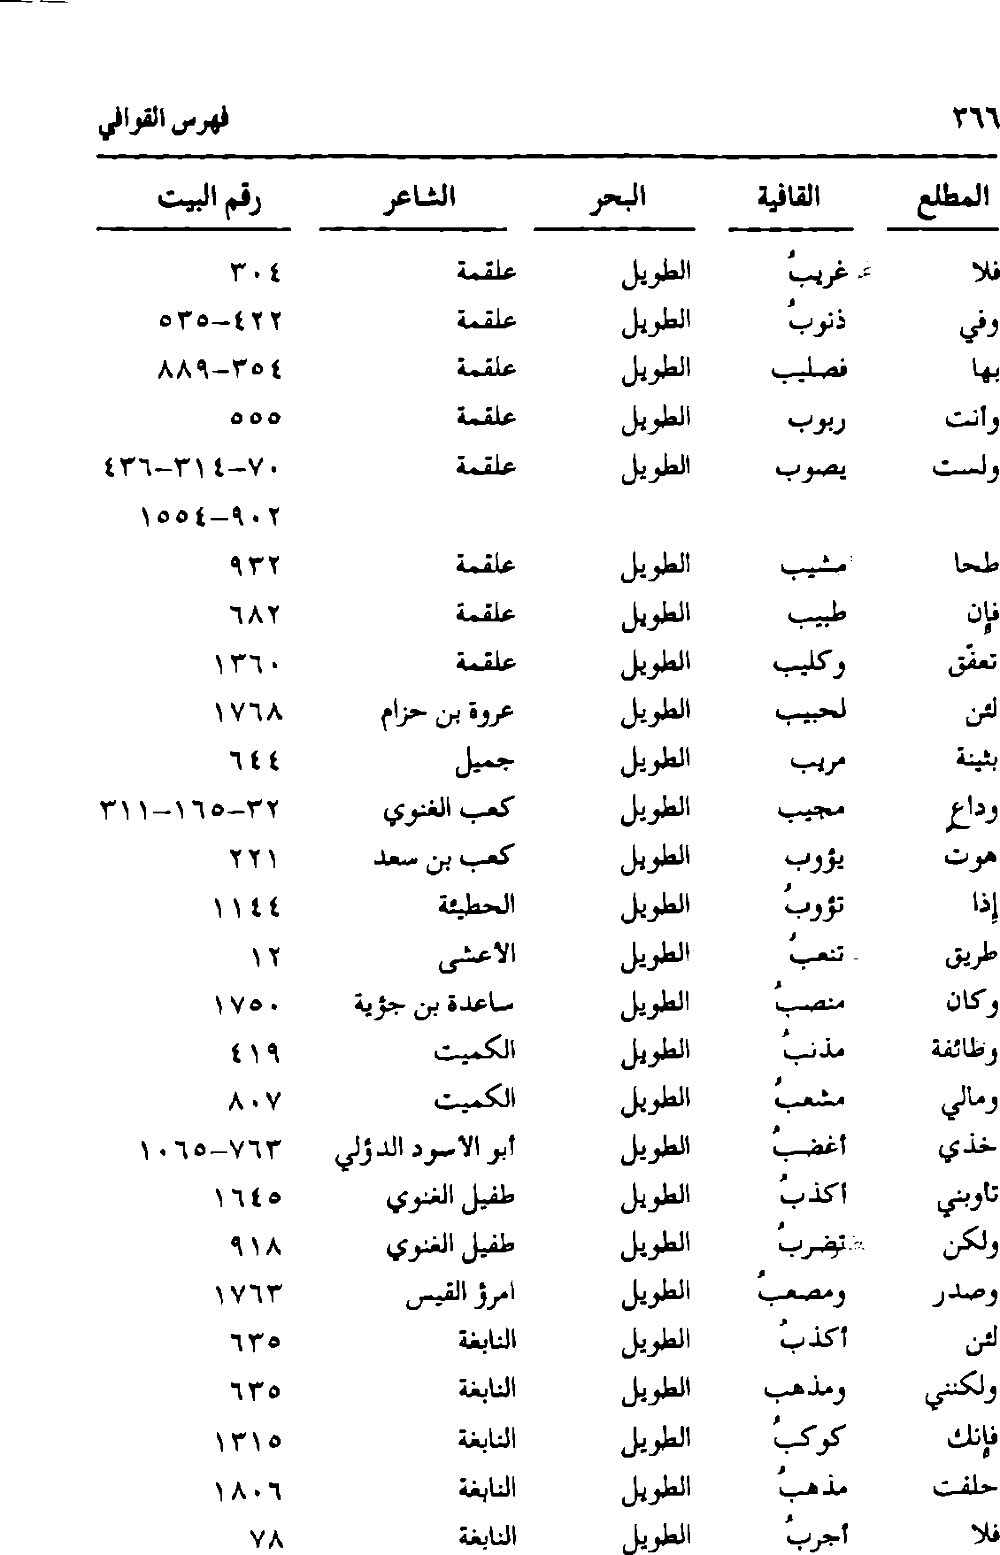 ٣٦٦ فهرس القوافي
المطلع القافية البحر الشاعر رقم البيت
فلا غريبُ الطويل علقمة ٣٠٤
وفي ذنوبُ الطويل علقمة ٤٢٢–٥٣٥
بها فصليب الطويل علقمة ٣٥٤–٨٨٩
وأنت ربوب الطويل علقمة ٥٥٥
ولست يصوب الطويل علقمة ٧٠–٣١٤–٤٣٦
٩٠٢–١٥٥٤
طحا مشيب الطويل علقمة ٩٣٢
فإن طبيب الطويل علقمة ٦٨٢
تعفّق وكليب الطويل علقمة ١٣٦٠
لئن لحبيب الطويل عروة بن حزام ١٧٦٨
بثينة مريب الطويل جميل ٦٤٤
وداعٍ مجيب الطويل كعب الغنوي ٣٢–١٦٥–٣١١
هوت يؤوب الطويل كعب بن سعد ٢٢١
إذا تؤوبُ الطويل الحطيئة ١١٤٤
طريق تنعبُ الطويل الأعشى ١٢
وكان منصبُ الطويل ساعدة بن جؤية ١٧٥٠
وظائفة مذنبُ الطويل الكميت ٤١٩
ومالي مشعبُ الطويل الكميت ٨٠٧
خذي أغضبُ الطويل أبو الأسود الدؤلي ٧٦٣–١٠٦٥
تأوبني أكذبُ الطويل طفيل الغنوي ١٦٤٥
ولكن تضربُ الطويل طفيل الغنوي ٩١٨
وصدر ومصعبُ الطويل امرؤ القيس ١٧٦٣
لئن أكذبُ الطويل النابغة ٦٣٥
ولكنني ومذهب الطويل النابغة ٦٣٥
فإنك كوكبُ الطويل النابغة ١٣١٥
حلفت مذهبُ الطويل النابغة ١٨٠٦
فلا أجربُ الطويل النابغة ٧٨